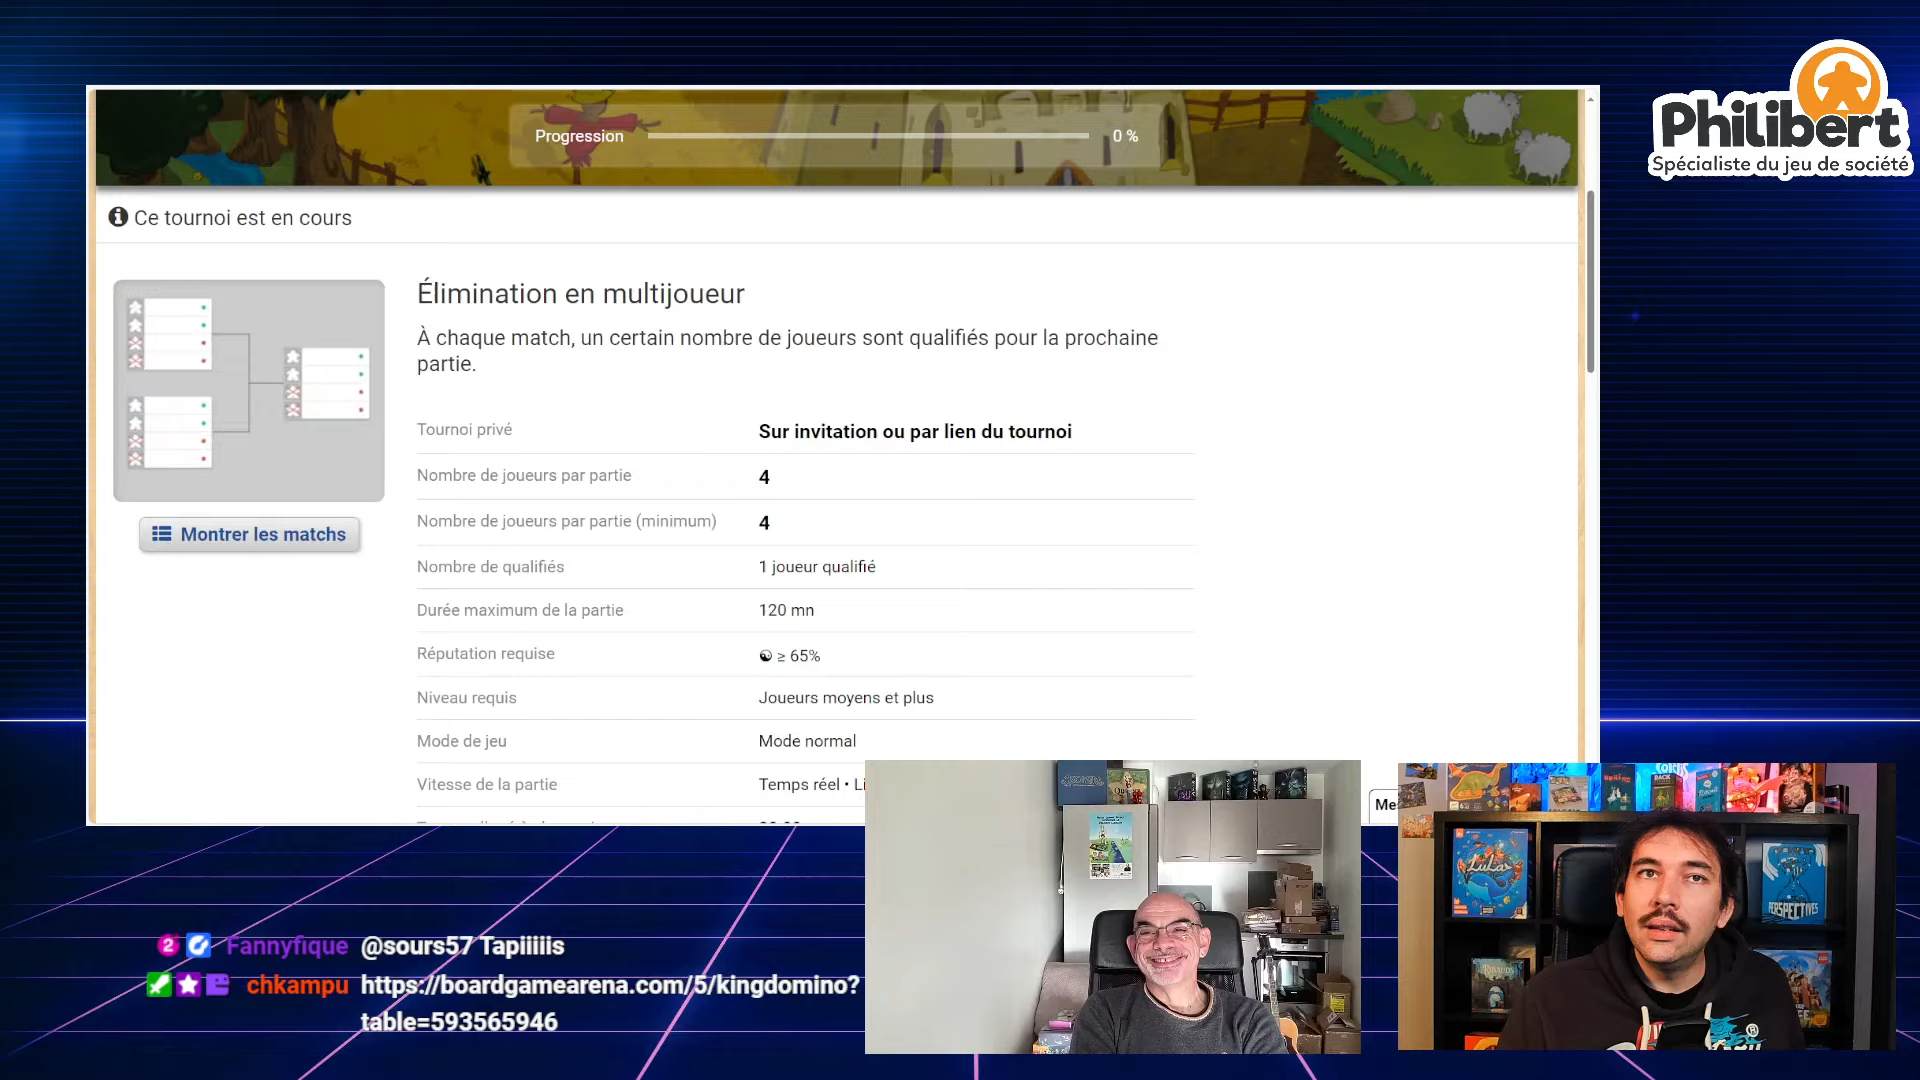 Progression 0 %
Philibert
Spécialiste du jeu de société
Ce tournoi est en cours
Élimination en multijoueur
À chaque match, un certain nombre de joueurs sont qualifiés pour la prochaine
partie.
Montrer les matchs
Tournoi privé Sur invitation ou par lien du tournoi
Nombre de joueurs par partie 4
Nombre de joueurs par partie (minimum) 4
Nombre de qualifiés 1 joueur qualifié
Durée maximum de la partie 120 mn
Réputation requise ≥ 65%
Niveau requis Joueurs moyens et plus
Mode de jeu Mode normal
Vitesse de la partie Temps réel • Li
Me
Lula
PERSPECTIVES
2 Fannyfique @sours57 Tapiiiiis
chkampu https://boardgamearena.com/5/kingdomino?
table=593565946